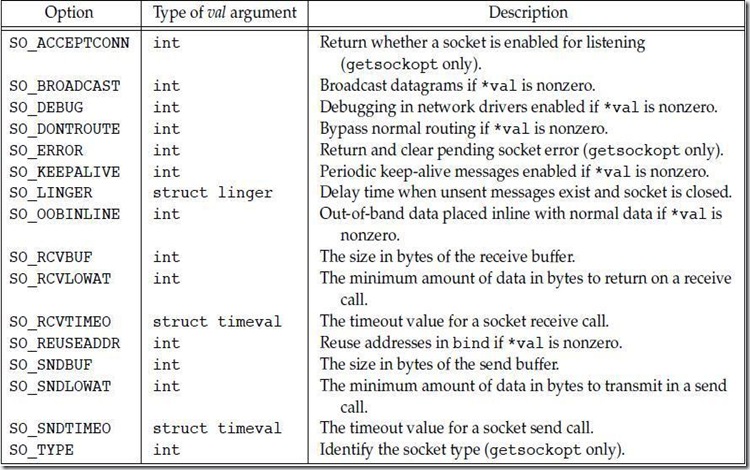 Option Type of val argument Description
SO_ACCEPTCONN int Return whether a socket is enabled for listening
(getsockopt only).
SO_BROADCAST int Broadcast datagrams if *val is nonzero.
SO_DEBUG int Debugging in network drivers enabled if *val is nonzero.
SO_DONTROUTE int Bypass normal routing if *val is nonzero.
SO_ERROR int Return and clear pending socket error (getsockopt only).
SO_KEEPALIVE int Periodic keep-alive messages enabled if *val is nonzero.
SO_LINGER struct linger Delay time when unsent messages exist and socket is closed.
SO_OOBINLINE int Out-of-band data placed inline with normal data if *val is
nonzero.
SO_RCVBUF int The size in bytes of the receive buffer.
SO_RCVLOWAT int The minimum amount of data in bytes to return on a receive
call.
SO_RCVTIMEO struct timeval The timeout value for a socket receive call.
SO_REUSEADDR int Reuse addresses in bind if *val is nonzero.
SO_SNDBUF int The size in bytes of the send buffer.
SO_SNDLOWAT int The minimum amount of data in bytes to transmit in a send
call.
SO_SNDTIMEO struct timeval The timeout value for a socket send call.
SO_TYPE int Identify the socket type (getsockopt only).